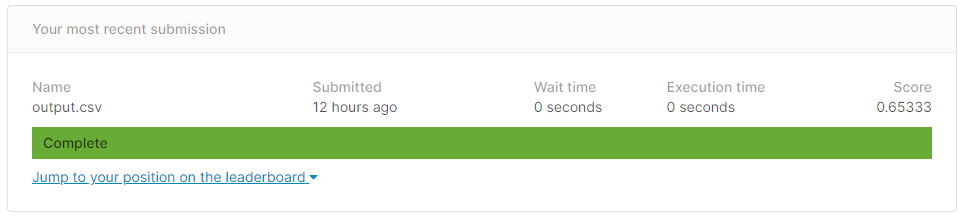 Your most recent submission
Name Submitted Wait time Execution time Score
output.csv 12 hours ago 0 seconds 0 seconds 0.65333
Complete
Jump to your position on the leaderboard